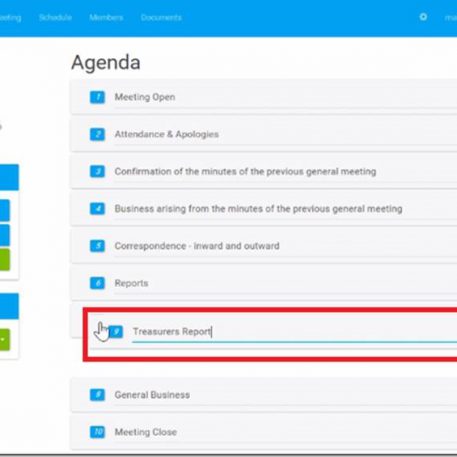 eeting Schedule Members Documents
Agenda
1 Meeting Open
2 Attendance & Apologies
3 Confirmation of the minutes of the previous general meeting
4 Business arising from the minutes of the previous general meeting
5 Correspondence - inward and outward
6 Reports
9 Treasurers Report
General Business
10 Meeting Close